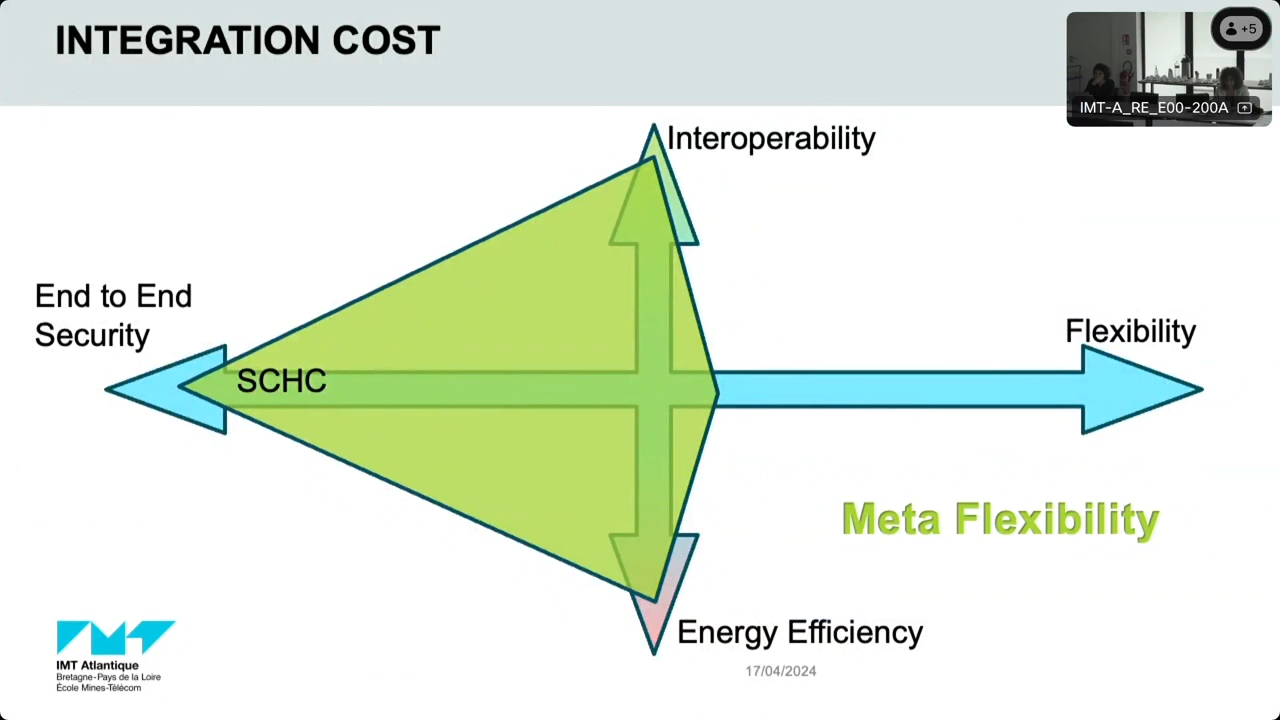 INTEGRATION COST
+5
IMT-A_RE_E00-200A
Interoperability
End to End
Security
Flexibility
SCHC
Meta Flexibility
Energy Efficiency
17/04/2024
IMT Atlantique
Bretagne-Pays de la Loire
École Mines-Télécom